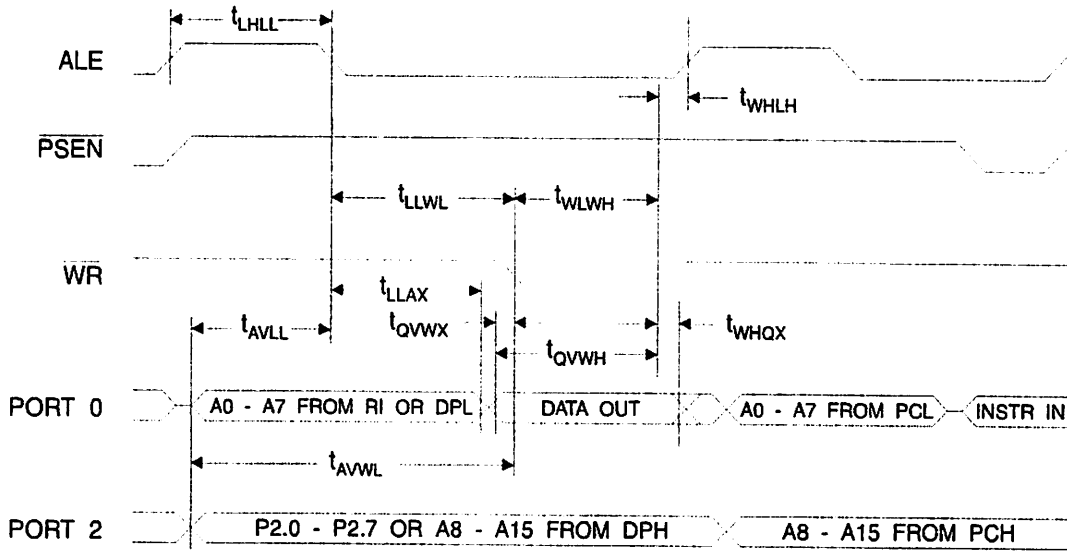 tLHLL
ALE
tWHLH
PSEN
tLLWL
tWLWH
WR
tLLAX
tAVLL
tQVWX
tWHQX
tQVWH
PORT 0
A0 - A7 FROM RI OR DPL
DATA OUT
A0 - A7 FROM PCL
INSTR IN
tAVWL
PORT 2
P2.0 - P2.7 OR A8 - A15 FROM DPH
A8 - A15 FROM PCH